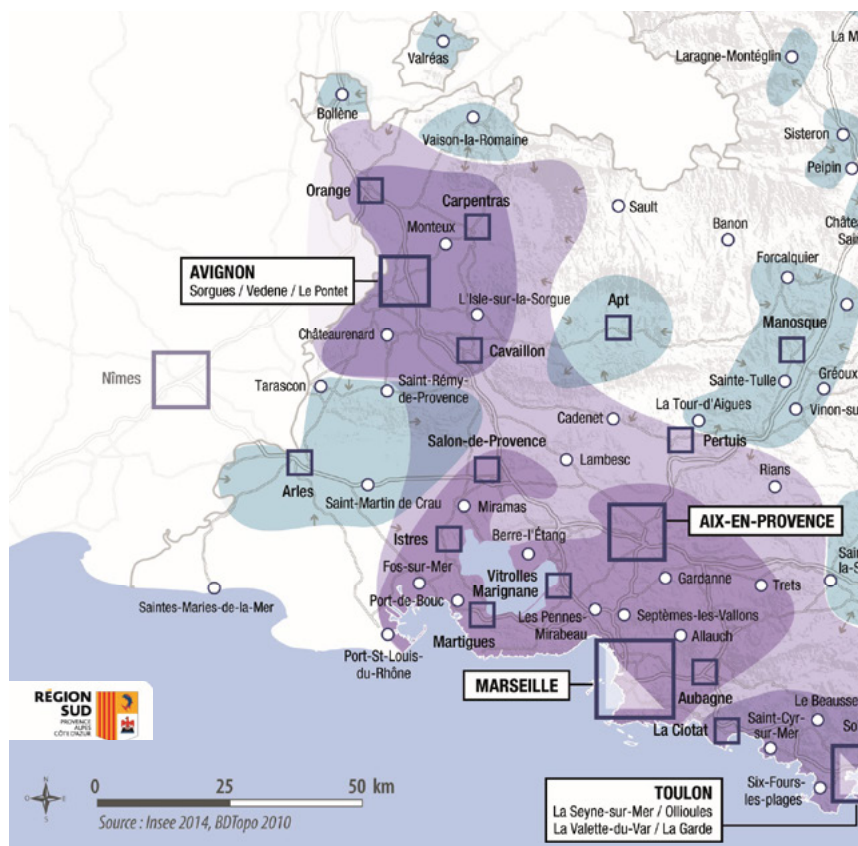 Valréas
Laragne-Montéglin
La M
Bollène
Vaison-la-Romaine
Sisteron
Peipin
Orange
Carpentras
Sault
Châtea
Sain
Monteux
Banon
Forcalquier
AVIGNON
Sorgues / Vedene / Le Pontet
L'Isle-sur-la-Sorgue
Apt
Manosque
Châteaurenard
Cavaillon
Nîmes
Tarascon
Saint-Rémy
de-Provence
Sainte-Tulle
Gréoux
La Tour-d'Aigues
Vinon-su
Cadenet
Salon-de-Provence
Pertuis
Lambesc
Rians
Arles
Saint-Martin de Crau
Miramas
AIX-EN-PROVENCE
Istres
Berre-l'Étang
Sain
la-S
Fos-sur-Mer
Vitrolles
Marignane
Gardanne
Trets
Saintes-Maries-de-la-Mer
Port-de-Bouc
Les Pennes-
Mirabeau
Septèmes-les-Vallons
Martigues
Allauch
Port-St-Louis-
du-Rhône
MARSEILLE
Aubagne
RÉGION
SUD
PROVENCE
ALPES
CÔTE D'AZUR
Le Beausse
La Ciotat
Saint-Cyr-
sur-Mer
So
N
O
E
S
0 25 50 km
Source : Insee 2014, BDTopo 2010
TOULON
La Seyne-sur-Mer / Ollioules
La Valette-du-Var / La Garde
Six-Fours-
les-plages